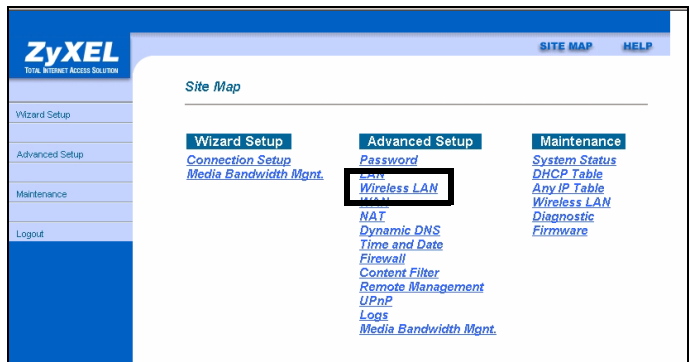 ZyXEL
TOTAL INTERNET ACCESS SOLUTION
SITE MAP HELP
Wizard Setup
Advanced Setup
Maintenance
Logout
Site Map
Wizard Setup
Connection Setup
Media Bandwidth Mgnt.
Advanced Setup
Password
LAN
Wireless LAN
WAN
NAT
Dynamic DNS
Time and Date
Firewall
Content Filter
Remote Management
UPnP
Logs
Media Bandwidth Mgnt.
Maintenance
System Status
DHCP Table
Any IP Table
Wireless LAN
Diagnostic
Firmware